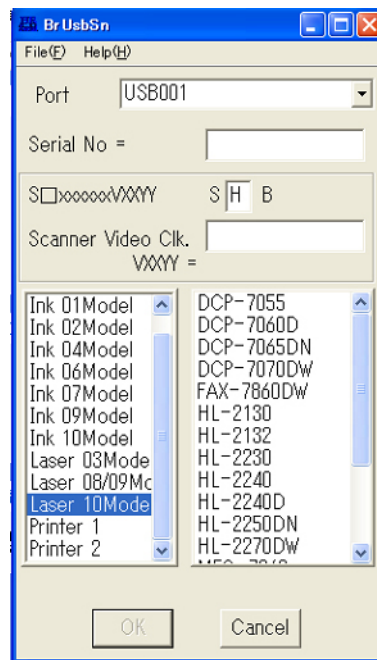 BrUsbSn
File(F) Help(H)
Port USB001
Serial No =
S□xxxxxxVXXYY S H B
Scanner Video Clk.
VXXYY =
Ink 01Model
Ink 02Model
Ink 04Model
Ink 06Model
Ink 07Model
Ink 09Model
Ink 10Model
Laser 03Mode
Laser 08/09Mc
Laser 10Mode
Printer 1
Printer 2
DCP-7055
DCP-7060D
DCP-7065DN
DCP-7070DW
FAX-7860DW
HL-2130
HL-2132
HL-2230
HL-2240
HL-2240D
HL-2250DN
HL-2270DW
OK Cancel